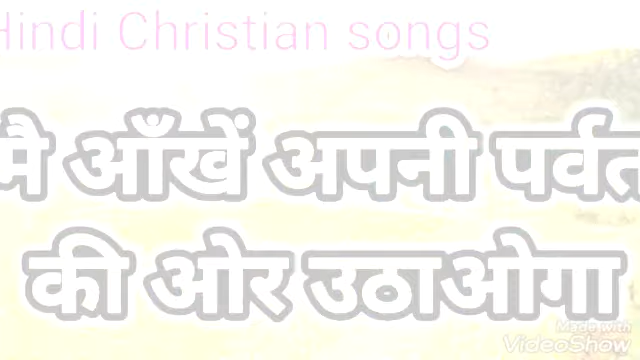 Hindi Christian songs
मै आँखें अपनी पर्वत
की ओर उठाओगा
Made with
VideoShow